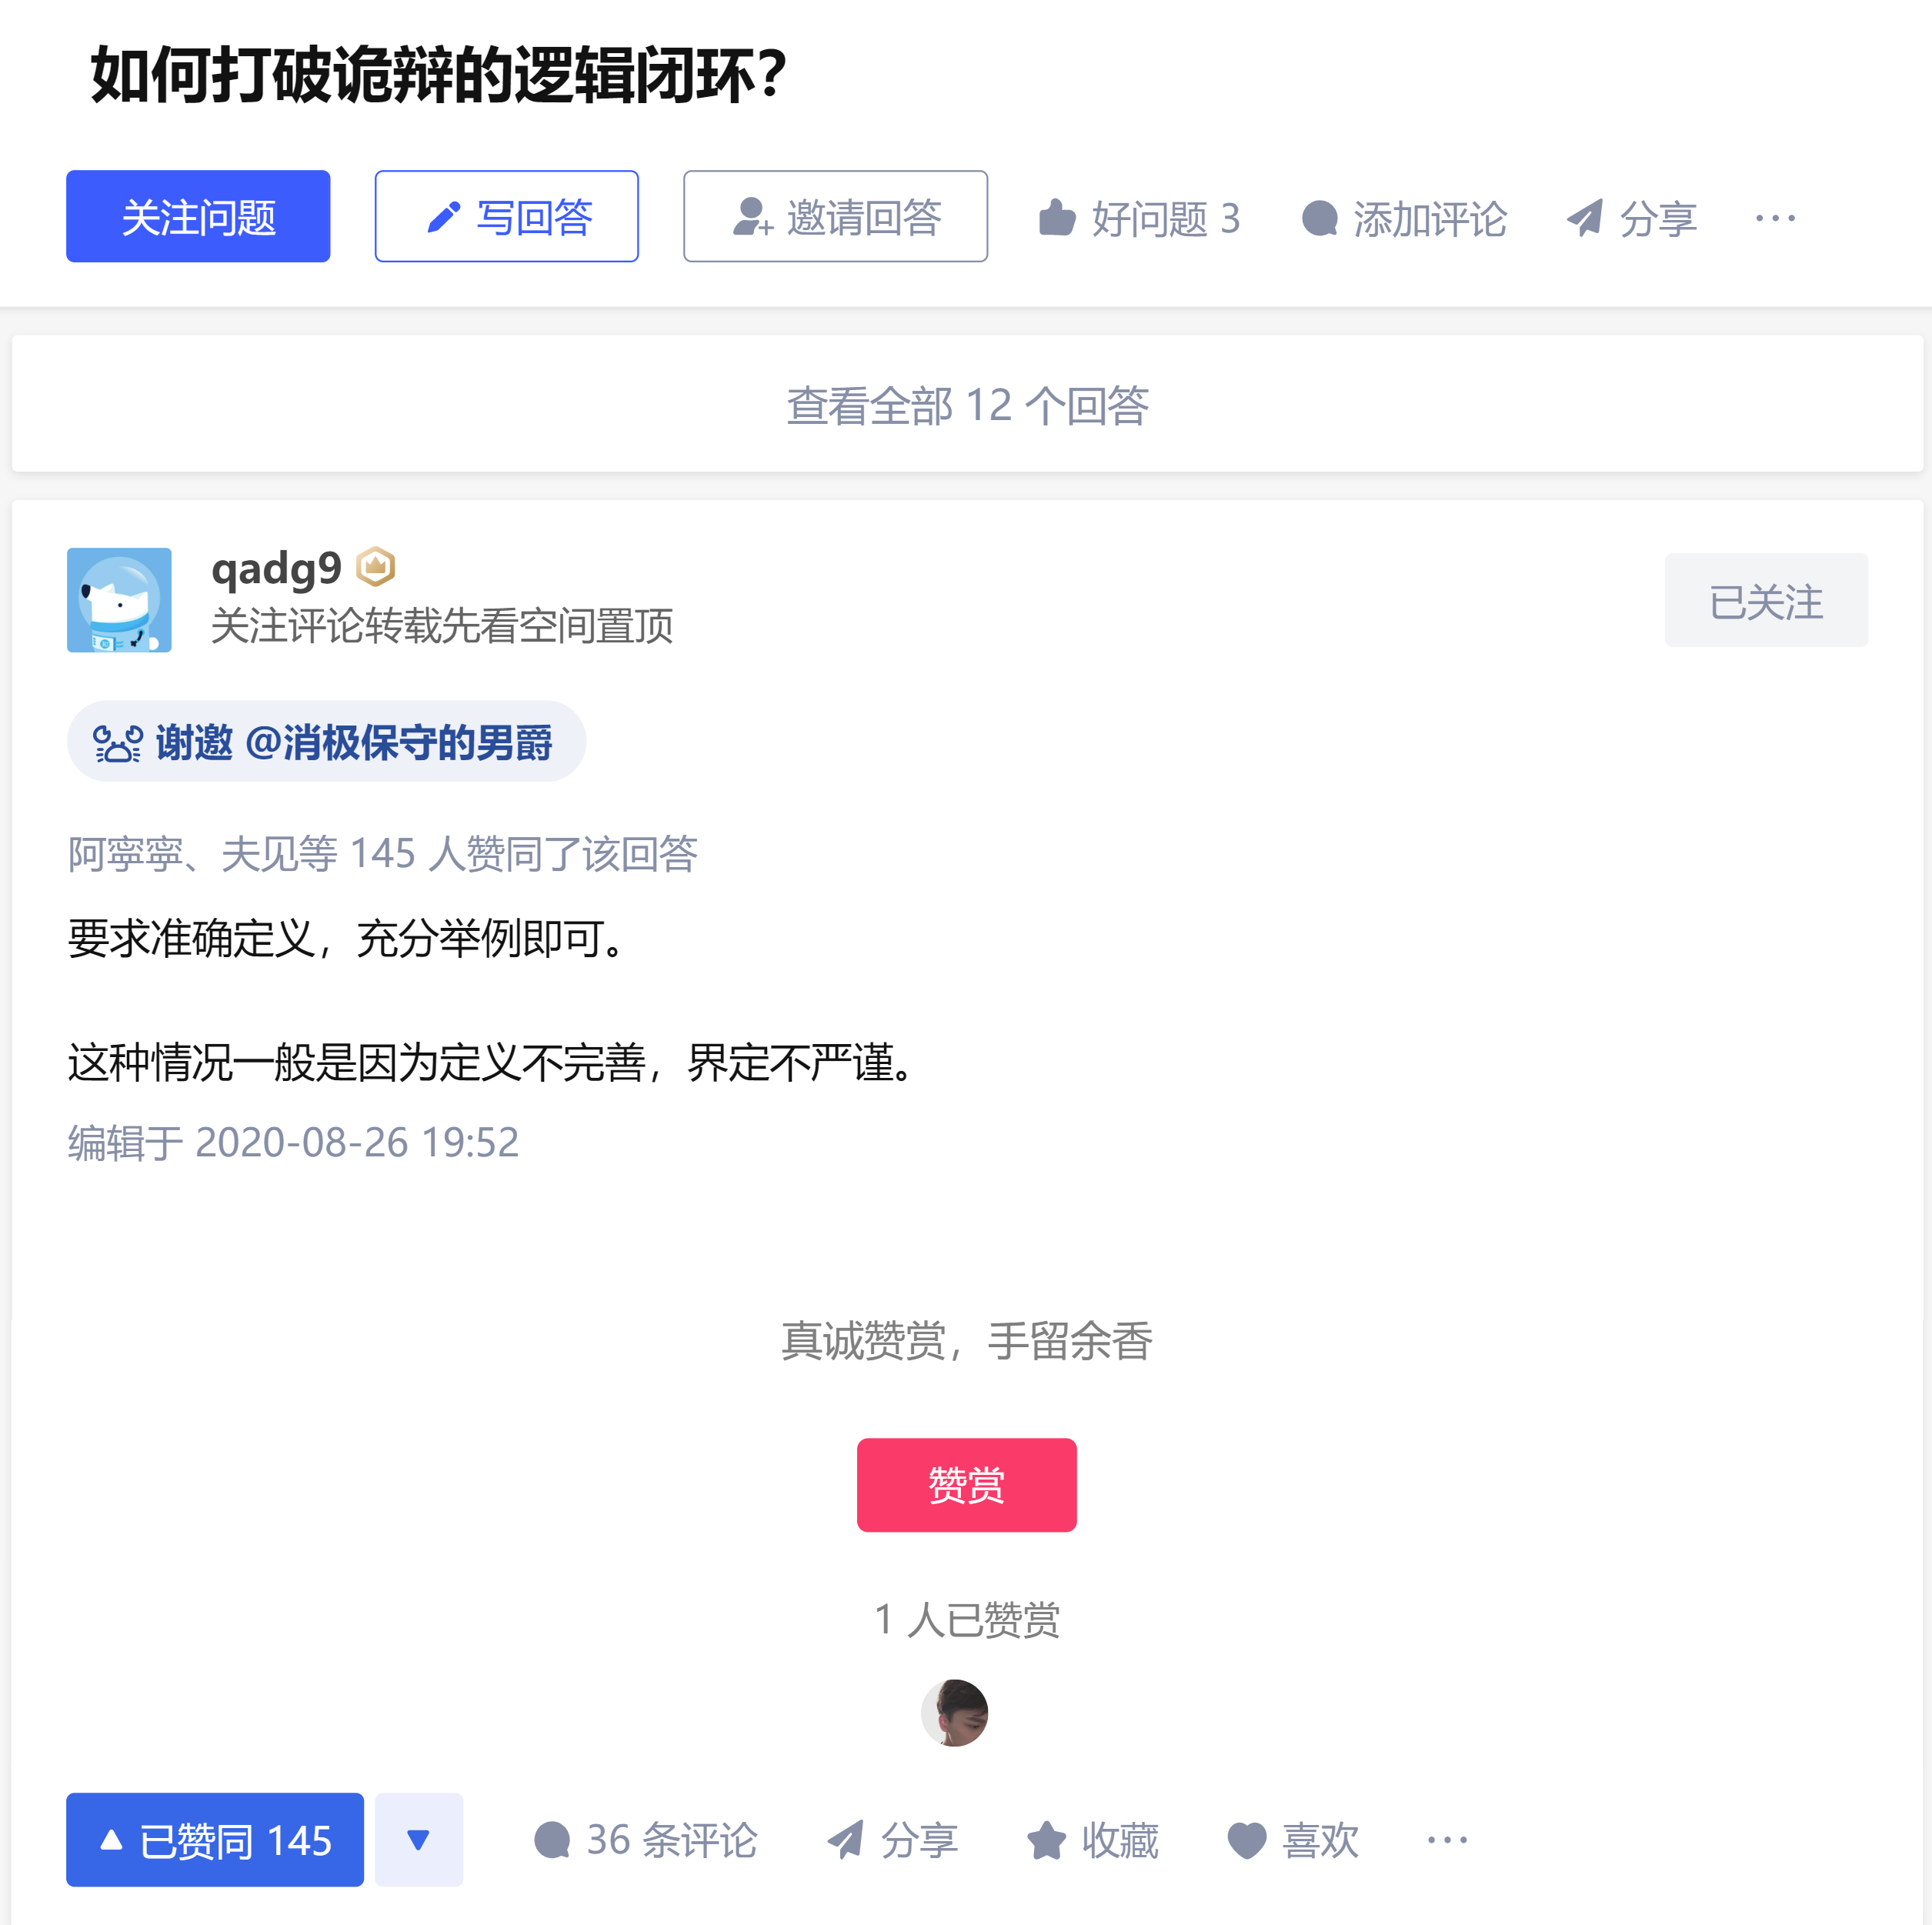 如何打破诡辩的逻辑闭环？
关注问题 写回答 邀请回答 好问题 3 添加评论 分享 ···
查看全部 12 个回答
qadg9
关注评论转载先看空间置顶
已关注
谢邀 @消极保守的男爵
阿寧寧、夫见等 145 人赞同了该回答
要求准确定义，充分举例即可。
这种情况一般是因为定义不完善，界定不严谨。
编辑于 2020-08-26 19:52
真诚赞赏，手留余香
赞赏
1 人已赞赏
已赞同 145 36 条评论 分享 收藏 喜欢 ···